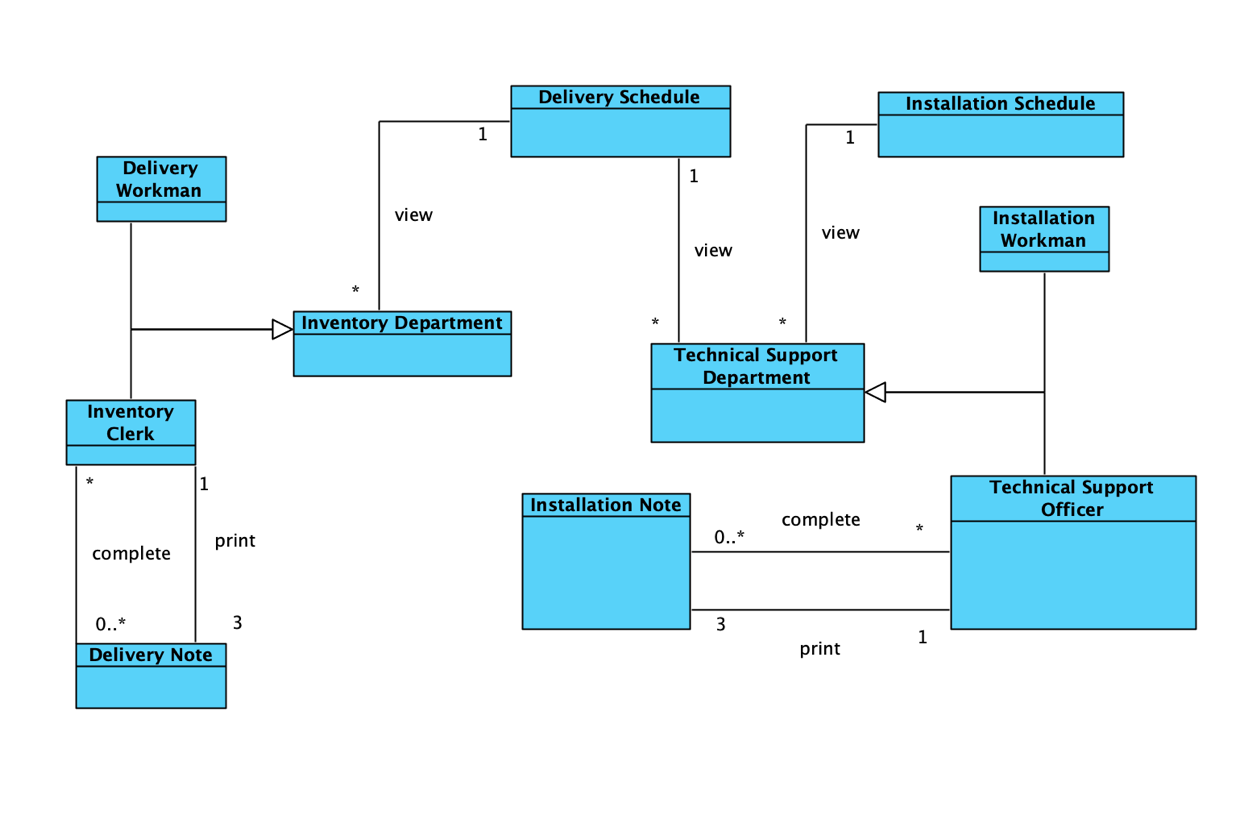 Delivery Schedule
Installation Schedule
1
1
Delivery
Workman
1
view
view
view
Installation
Workman
*
*
*
Inventory Department
Technical Support
Department
Inventory
Clerk
*
1
complete
print
0..*
3
Delivery Note
Installation Note
complete
0..*
*
3
1
print
Technical Support
Officer